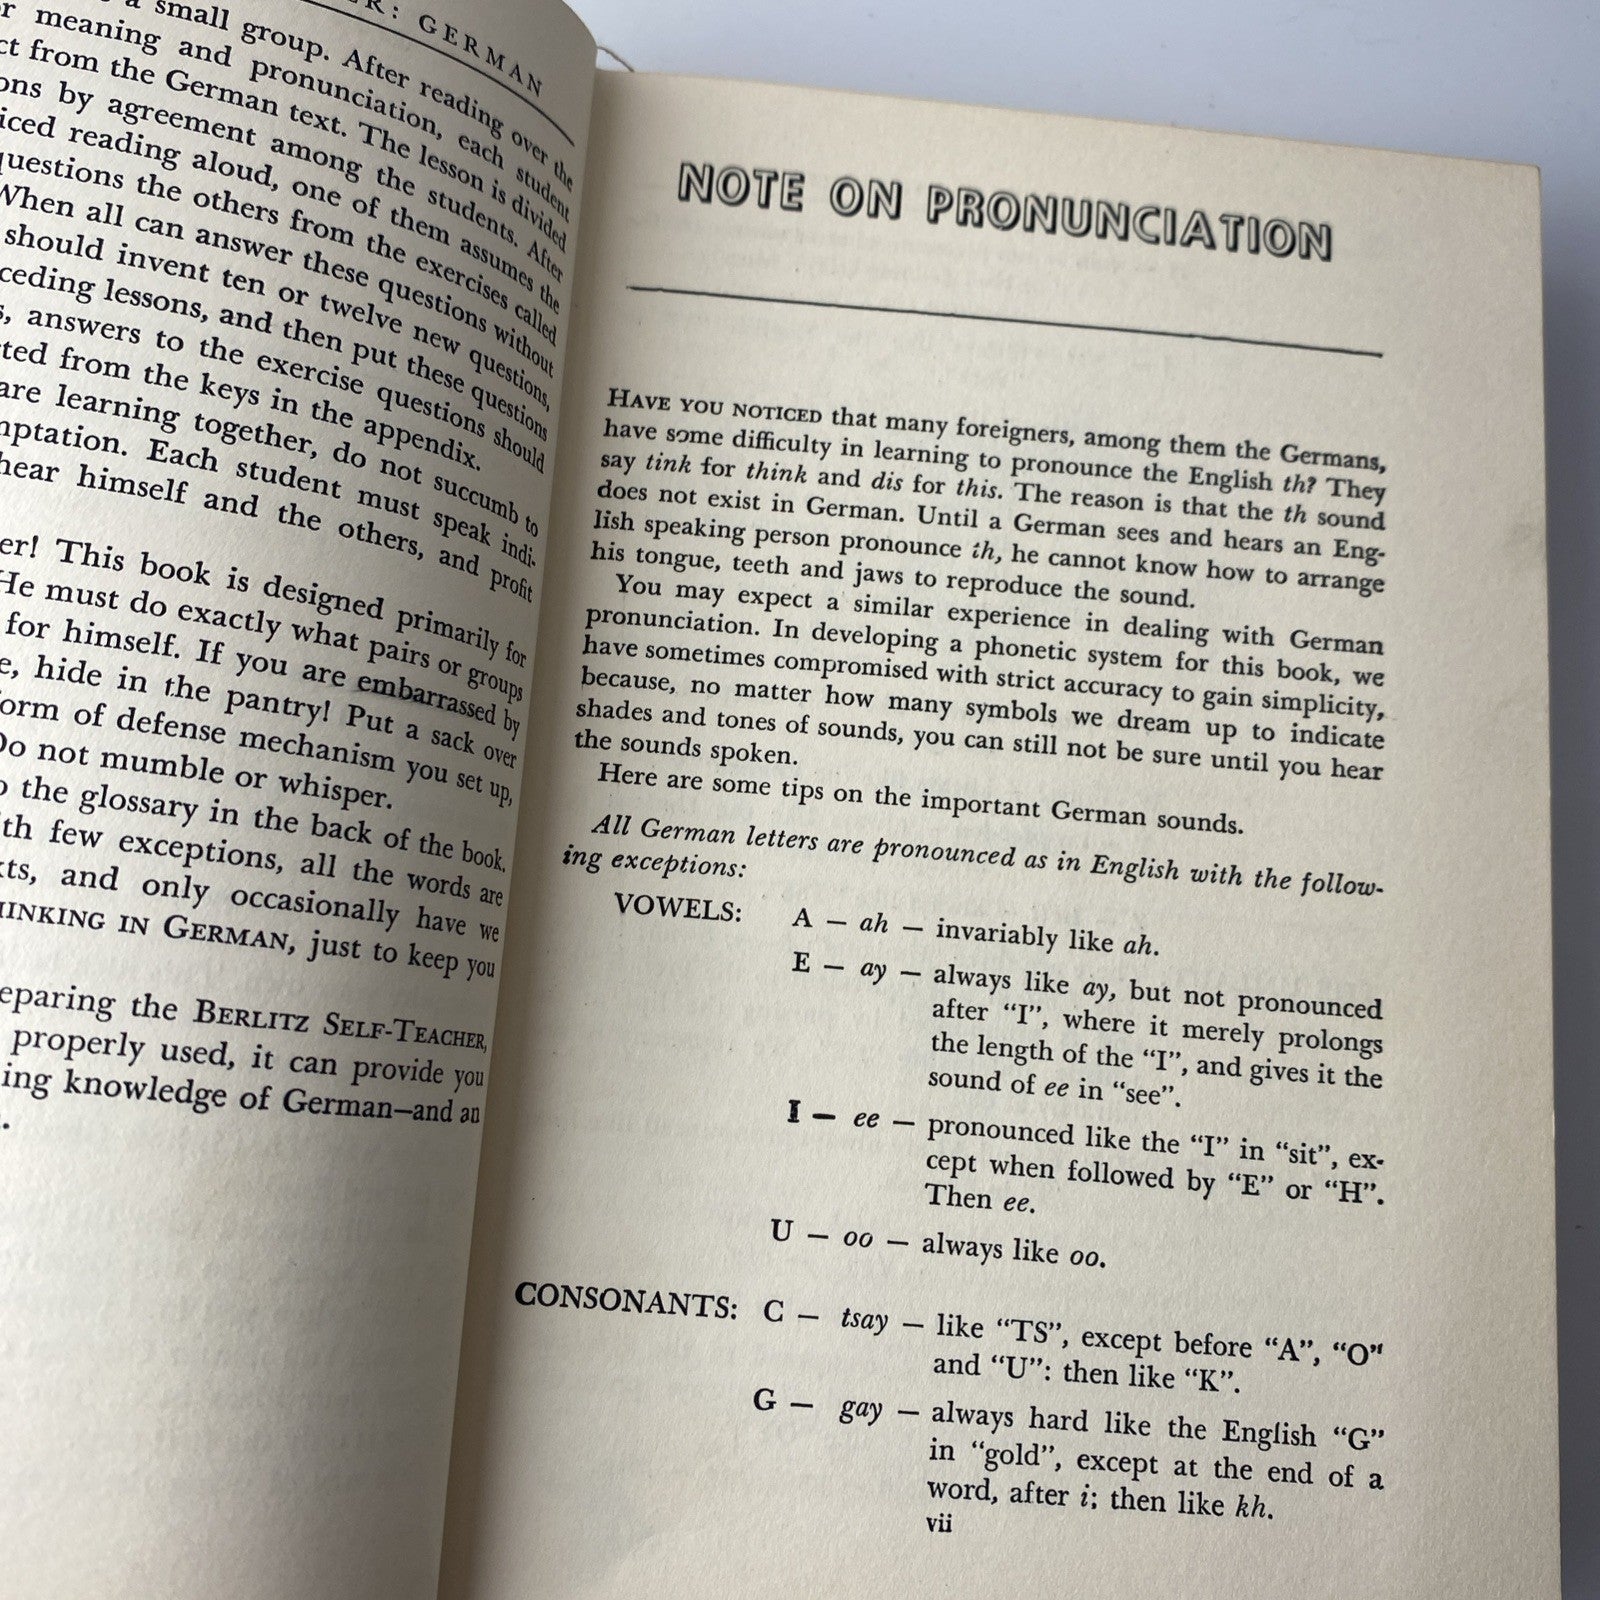 R: GERMAN
a small group. After reading over the
r meaning and pronunciation, each student
ct from the German text. The lesson is divided
ons by agreement among the students. After
iced reading aloud, one of them assumes the
questions the others from the exercises called
When all can answer these questions without
should invent ten or twelve new questions,
ceding lessons, and then put these questions
s, answers to the exercise questions should
cted from the keys in the appendix.
are learning together, do not succumb to
mptation. Each student must speak indi-
hear himself and the others, and profit
er! This book is designed primarily for
He must do exactly what pairs or groups
for himself. If you are embarrassed by
e, hide in the pantry! Put a sack over
form of defense mechanism you set up,
Do not mumble or whisper.
o the glossary in the back of the book.
ith few exceptions, all the words are
xts, and only occasionally have we
HINKING IN GERMAN, just to keep you
eparing the BERLITZ SELF-TEACHER,
properly used, it can provide you
ing knowledge of German—and an
.
NOTE ON PRONUNCIATION
HAVE YOU NOTICED that many foreigners, among them the Germans,
have some difficulty in learning to pronounce the English th? They
say tink for think and dis for this. The reason is that the th sound
does not exist in German. Until a German sees and hears an Eng-
lish speaking person pronounce th, he cannot know how to arrange
his tongue, teeth and jaws to reproduce the sound.
You may expect a similar experience in dealing with German
pronunciation. In developing a phonetic system for this book, we
have sometimes compromised with strict accuracy to gain simplicity,
because, no matter how many symbols we dream up to indicate
shades and tones of sounds, you can still not be sure until you hear
the sounds spoken.
Here are some tips on the important German sounds.
All German letters are pronounced as in English with the follow-
ing exceptions:
VOWELS: A — ah — invariably like ah.
E — ay — always like ay, but not pronounced
after "I", where it merely prolongs
the length of the "I", and gives it the
sound of ee in "see".
I — ee — pronounced like the "I" in "sit", ex-
cept when followed by "E" or "H".
Then ee.
U — oo — always like oo.
CONSONANTS: C — tsay — like "TS", except before "A", "O"
and "U": then like "K".
G — gay — always hard like the English "G"
in "gold", except at the end of a
word, after i; then like kh.
vii